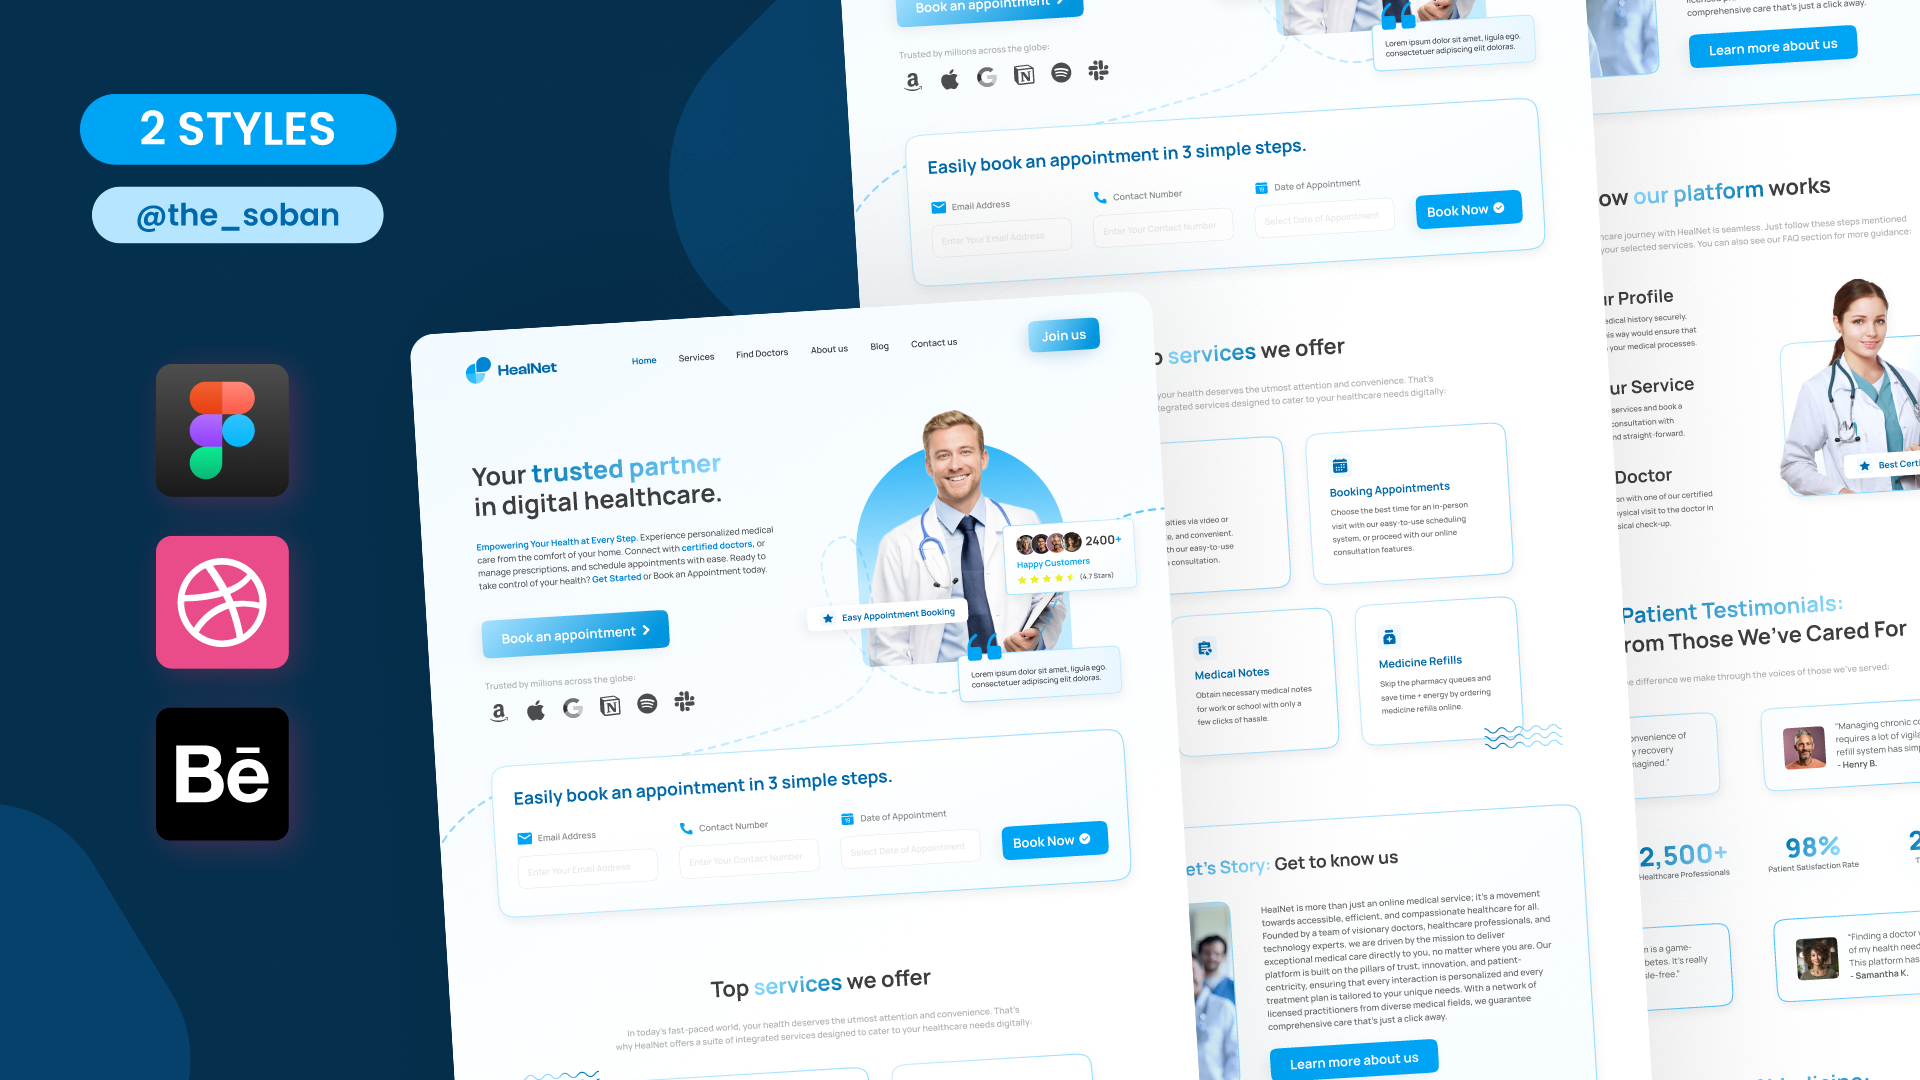 2 STYLES
@the_soban
Bē
HealNet
Home
Services
Find Doctors
About us
Blog
Contact us
Join us
Your trusted partner
in digital healthcare.
Empowering Your Health at Every Step. Experience personalized medical
care from the comfort of your home. Connect with certified doctors, or
manage prescriptions, and schedule appointments with ease. Ready to
take control of your health? Get Started or Book an Appointment today.
Book an appointment
Trusted by millions across the globe:
2400+
Happy Customers
(4.7 Stars)
Easy Appointment Booking
Lorem ipsum dolor sit amet, ligula ego.
consectetuer adipiscing elit doloras.
Easily book an appointment in 3 simple steps.
Email Address
Contact Number
Date of Appointment
Enter Your Email Address
Enter Your Contact Number
Select Date of Appointment
Book Now
Top services we offer
In today's fast-paced world, your health deserves the utmost attention and convenience. That's
why HealNet offers a suite of integrated services designed to cater to your healthcare needs digitally:
Book an appointment
Trusted by millions across the globe:
Lorem ipsum dolor sit amet, ligula ego.
consectetuer adipiscing elit doloras.
Easily book an appointment in 3 simple steps.
Email Address
Contact Number
Date of Appointment
Enter Your Email Address
Enter Your Contact Number
Select Date of Appointment
Book Now
services we offer
your health deserves the utmost attention and convenience. That's
tegrated services designed to cater to your healthcare needs digitally:
alties via video or
e, and convenient.
th our easy-to-use
consultation.
Booking Appointments
Choose the best time for an in-person
visit with our easy-to-use scheduling
system, or proceed with our online
consultation features.
Medical Notes
Obtain necessary medical notes
for work or school with only a
few clicks of hassle.
Medicine Refills
Skip the pharmacy queues and
save time + energy by ordering
medicine refills online.
et's Story: Get to know us
HealNet is more than just an online medical service; it's a movement
towards accessible, efficient, and compassionate healthcare for all.
Founded by a team of visionary doctors, healthcare professionals, and
technology experts, we are driven by the mission to deliver
exceptional medical care directly to you, no matter where you are. Our
platform is built on the pillars of trust, innovation, and patient-
centricity, ensuring that every interaction is personalized and every
treatment plan is tailored to your unique needs. With a network of
licensed practitioners from diverse medical fields, we guarantee
comprehensive care that's just a click away.
Learn more about us
comprehensive care that's just a click away.
Learn more about us
ow our platform works
ncare journey with HealNet is seamless. Just follow these steps mentioned
your selected services. You can also see our FAQ section for more guidance:
ur Profile
edical history securely.
his way would ensure that
your medical processes.
ur Service
services and book a
consultation with
nd straight-forward.
Doctor
on with one of our certified
ysical visit to the doctor in
sical check-up.
Best Certi
Patient Testimonials:
rom Those We've Cared For
e difference we make through the voices of those we've served:
onvenience of
y recovery
magined."
"Managing chronic co
requires a lot of vigila
refill system has simp
- Henry B.
2,500+
Healthcare Professionals
98%
Patient Satisfaction Rate
n is a game-
betes. It's really
sle-free."
"Finding a doctor
of my health need
This platform has
- Samantha K.